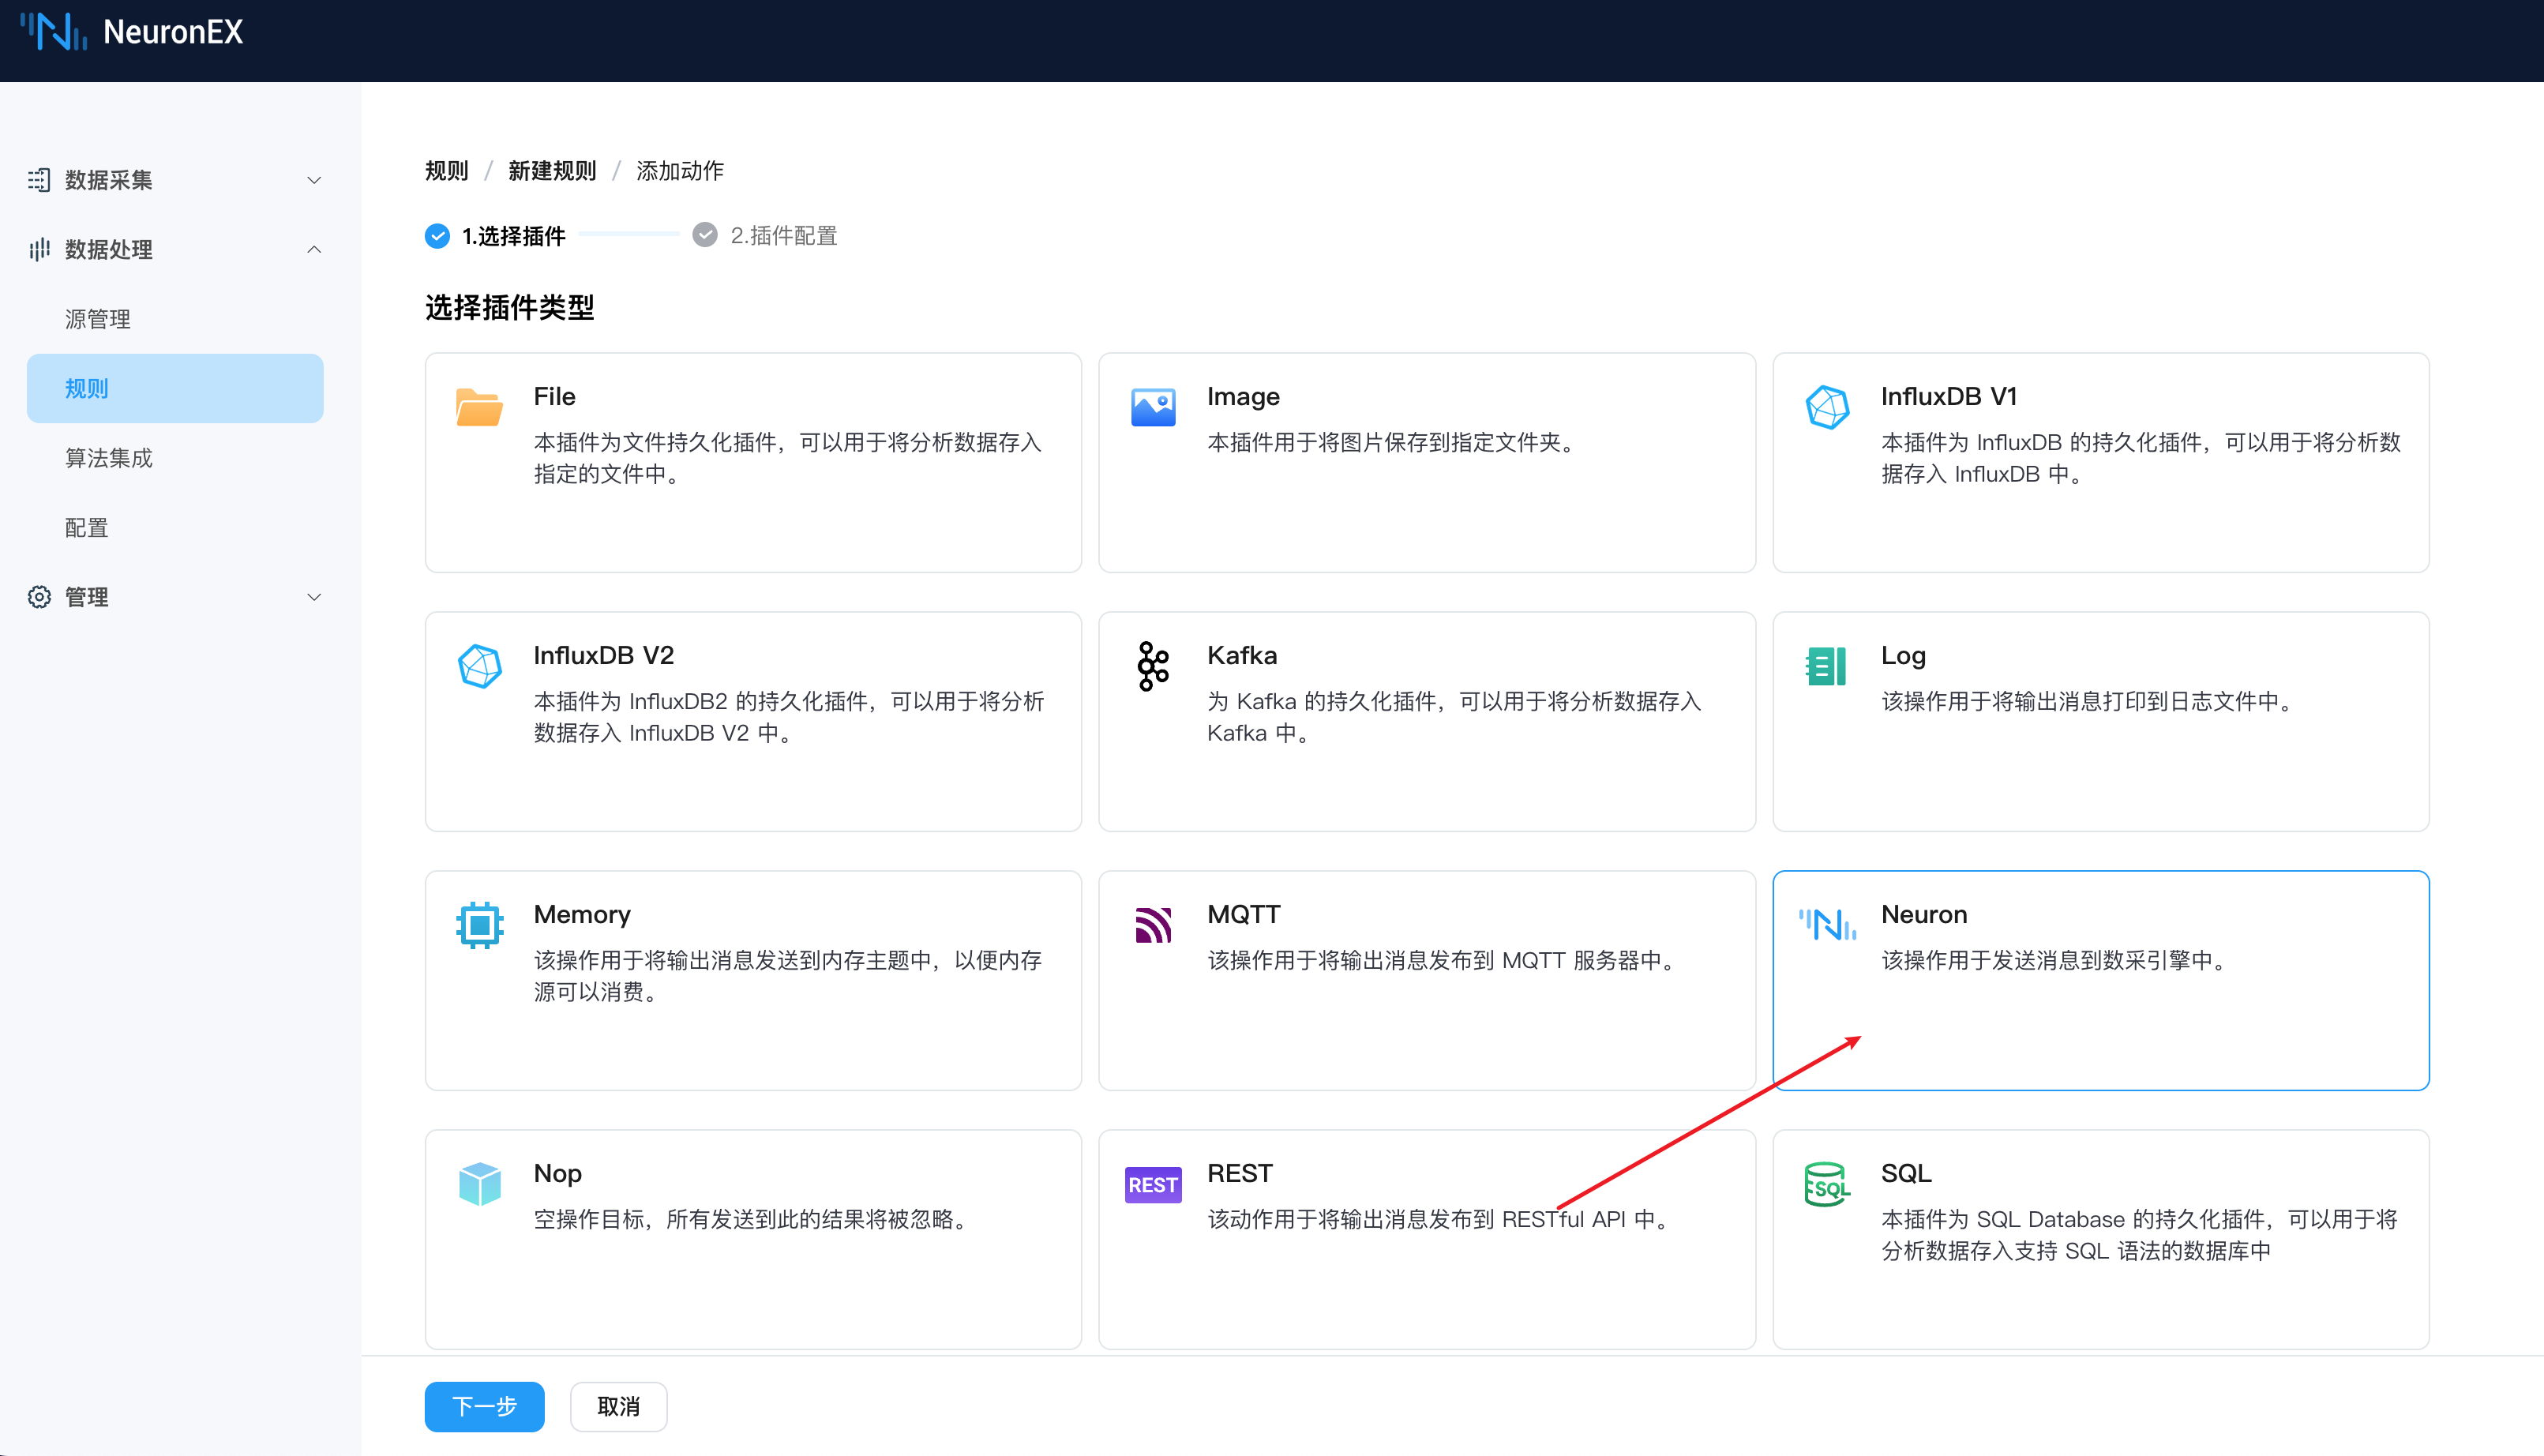 NeuronEX
数据采集
数据处理
源管理
规则
算法集成
配置
管理
规则 / 新建规则 / 添加动作
1.选择插件 2.插件配置
选择插件类型
File
本插件为文件持久化插件，可以用于将分析数据存入
指定的文件中。
Image
本插件用于将图片保存到指定文件夹。
InfluxDB V1
本插件为 InfluxDB 的持久化插件，可以用于将分析数
据存入 InfluxDB 中。
InfluxDB V2
本插件为 InfluxDB2 的持久化插件，可以用于将分析
数据存入 InfluxDB V2 中。
Kafka
为 Kafka 的持久化插件，可以用于将分析数据存入
Kafka 中。
Log
该操作用于将输出消息打印到日志文件中。
Memory
该操作用于将输出消息发送到内存主题中，以便内存
源可以消费。
MQTT
该操作用于将输出消息发布到 MQTT 服务器中。
Neuron
该操作用于发送消息到数采引擎中。
Nop
空操作目标，所有发送到此的结果将被忽略。
REST
REST
该动作用于将输出消息发布到 RESTful API 中。
SQL
SQL
本插件为 SQL Database 的持久化插件，可以用于将
分析数据存入支持 SQL 语法的数据库中
下一步 取消